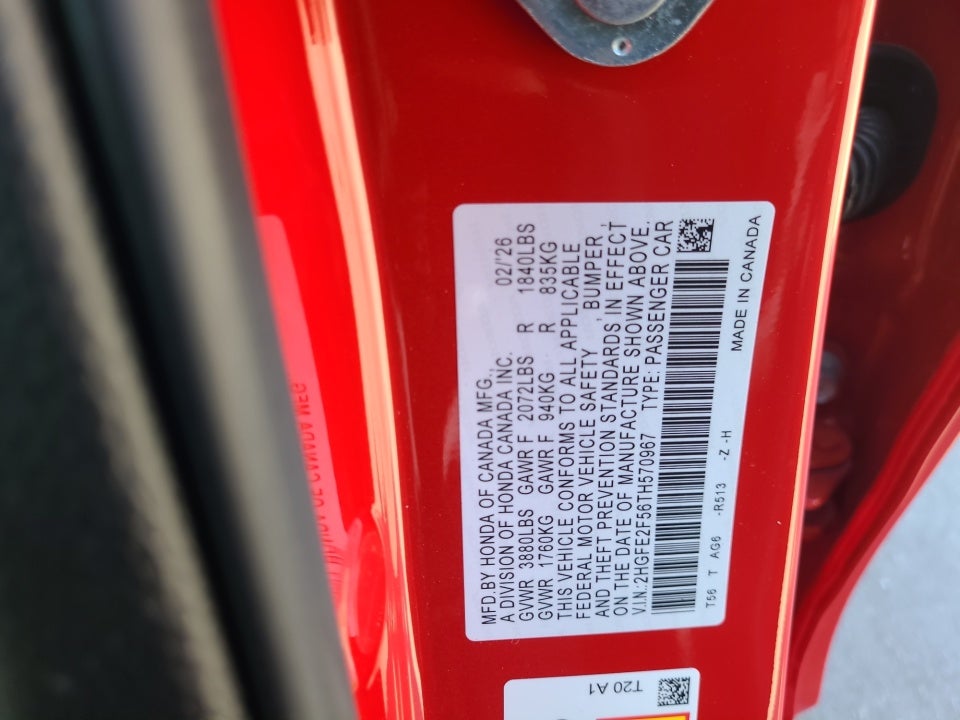 MFD.BY HONDA OF CANADA MFG.
A DIVISION OF HONDA CANADA INC. 02/'26
GVWR 3880LBS GAWR F 2072LBS R 1840LBS
GVWR 1760KG GAWR F 940KG R 835KG
THIS VEHICLE CONFORMS TO ALL APPLICABLE
FEDERAL MOTOR VEHICLE SAFETY , BUMPER ,
AND THEFT PREVENTION STANDARDS IN EFFECT
ON THE DATE OF MANUFACTURE SHOWN ABOVE.
V.I.N.:2HGFE2F56TH570967 TYPE: PASSENGER CAR
T56 T AG6 -R513 -Z -H MADE IN CANADA
T20 A1